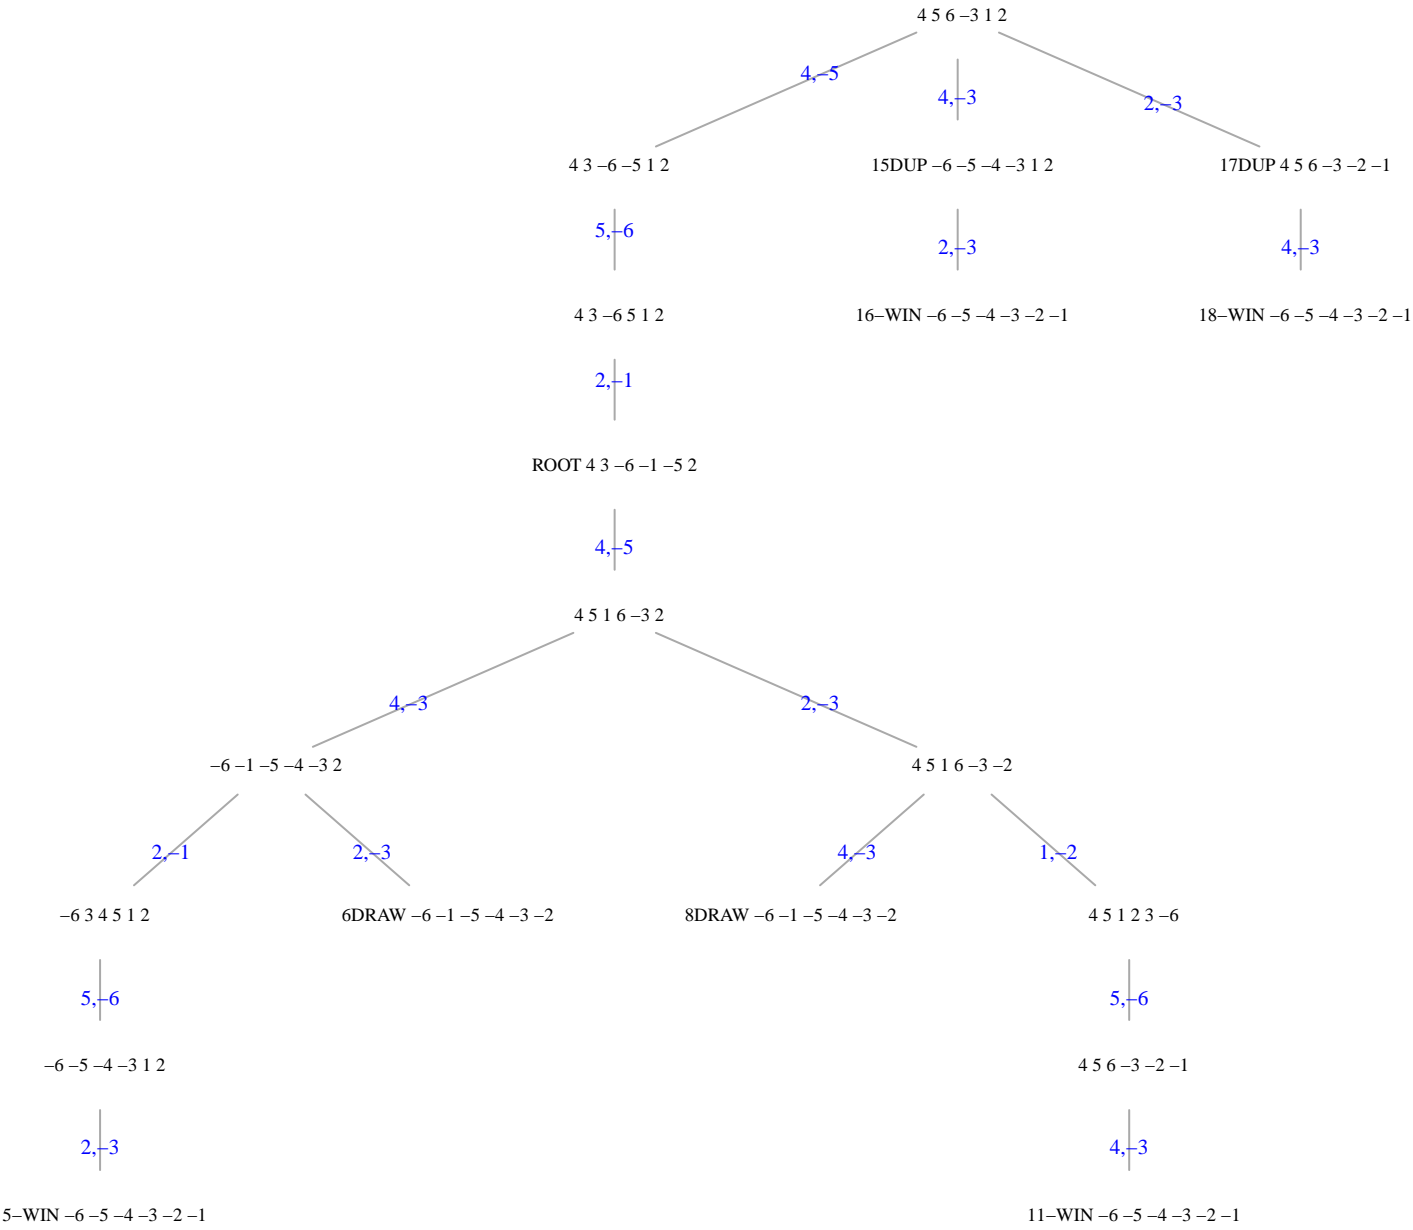 4 5 6 –3 1 2
4,–5
4,–3
2,–3
4 3 –6 –5 1 2
15DUP –6 –5 –4 –3 1 2
17DUP 4 5 6 –3 –2 –1
5,–6
2,–3
4,–3
4 3 –6 5 1 2
16–WIN –6 –5 –4 –3 –2 –1
18–WIN –6 –5 –4 –3 –2 –1
2,–1
ROOT 4 3 –6 –1 –5 2
4,–5
4 5 1 6 –3 2
4,–3
2,–3
–6 –1 –5 –4 –3 2
4 5 1 6 –3 –2
2,–1
2,–3
4,–3
1,–2
–6 3 4 5 1 2
6DRAW –6 –1 –5 –4 –3 –2
8DRAW –6 –1 –5 –4 –3 –2
4 5 1 2 3 –6
5,–6
5,–6
–6 –5 –4 –3 1 2
4 5 6 –3 –2 –1
2,–3
4,–3
5–WIN –6 –5 –4 –3 –2 –1
11–WIN –6 –5 –4 –3 –2 –1